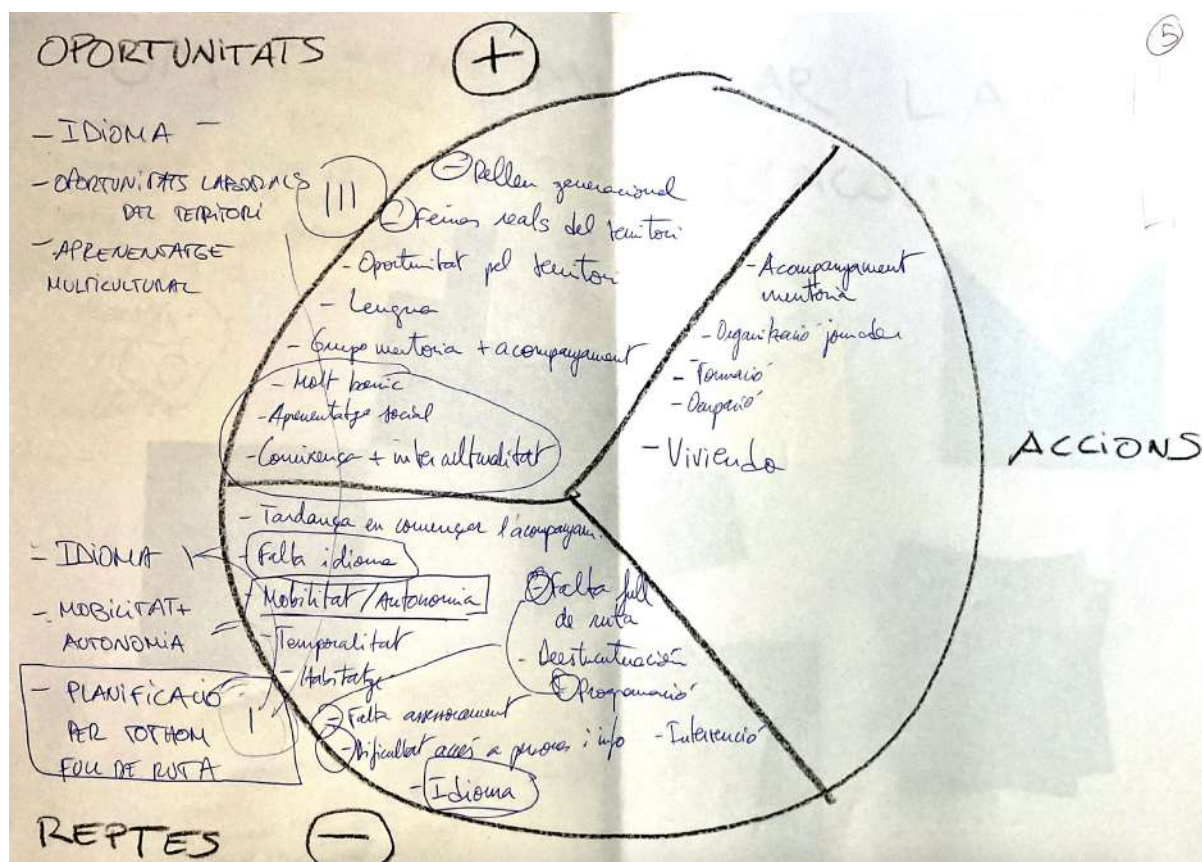 OPORTUNITATS
+
5
- IDIOMA -
- OPORTUNITATS LABORALS
DEL TERRITORI
- APRENENTATGE
MULTICULTURAL
III
- Relleu generacional
- Feines reals del territori
- Oportunitat pel territori
- Lengua
- Grupo mentoria + acompanyament
- Molt bonic
- Aprenentatge social
- Coneixença + interculturalitat
- Acompanyament
mentoria
- Organització jornades
- Formació
- Ocupació
- Vivienda
ACCIONS
- Tardança en començar l'acompanyam.
- Falta idioma
- Mobilitat/Autonomia
- Temporalitat
- Habitatge
- Falta full
de ruta
- Deestructuración
- Programació
- Falta assessorament
- Dificultat accés a persones i info
- Intervenció
- Idioma
- IDIOMA
- MOBILITAT +
AUTONOMIA
- PLANIFICACIÓ
PER TOTHOM
FULL DE RUTA
I
REPTES
-